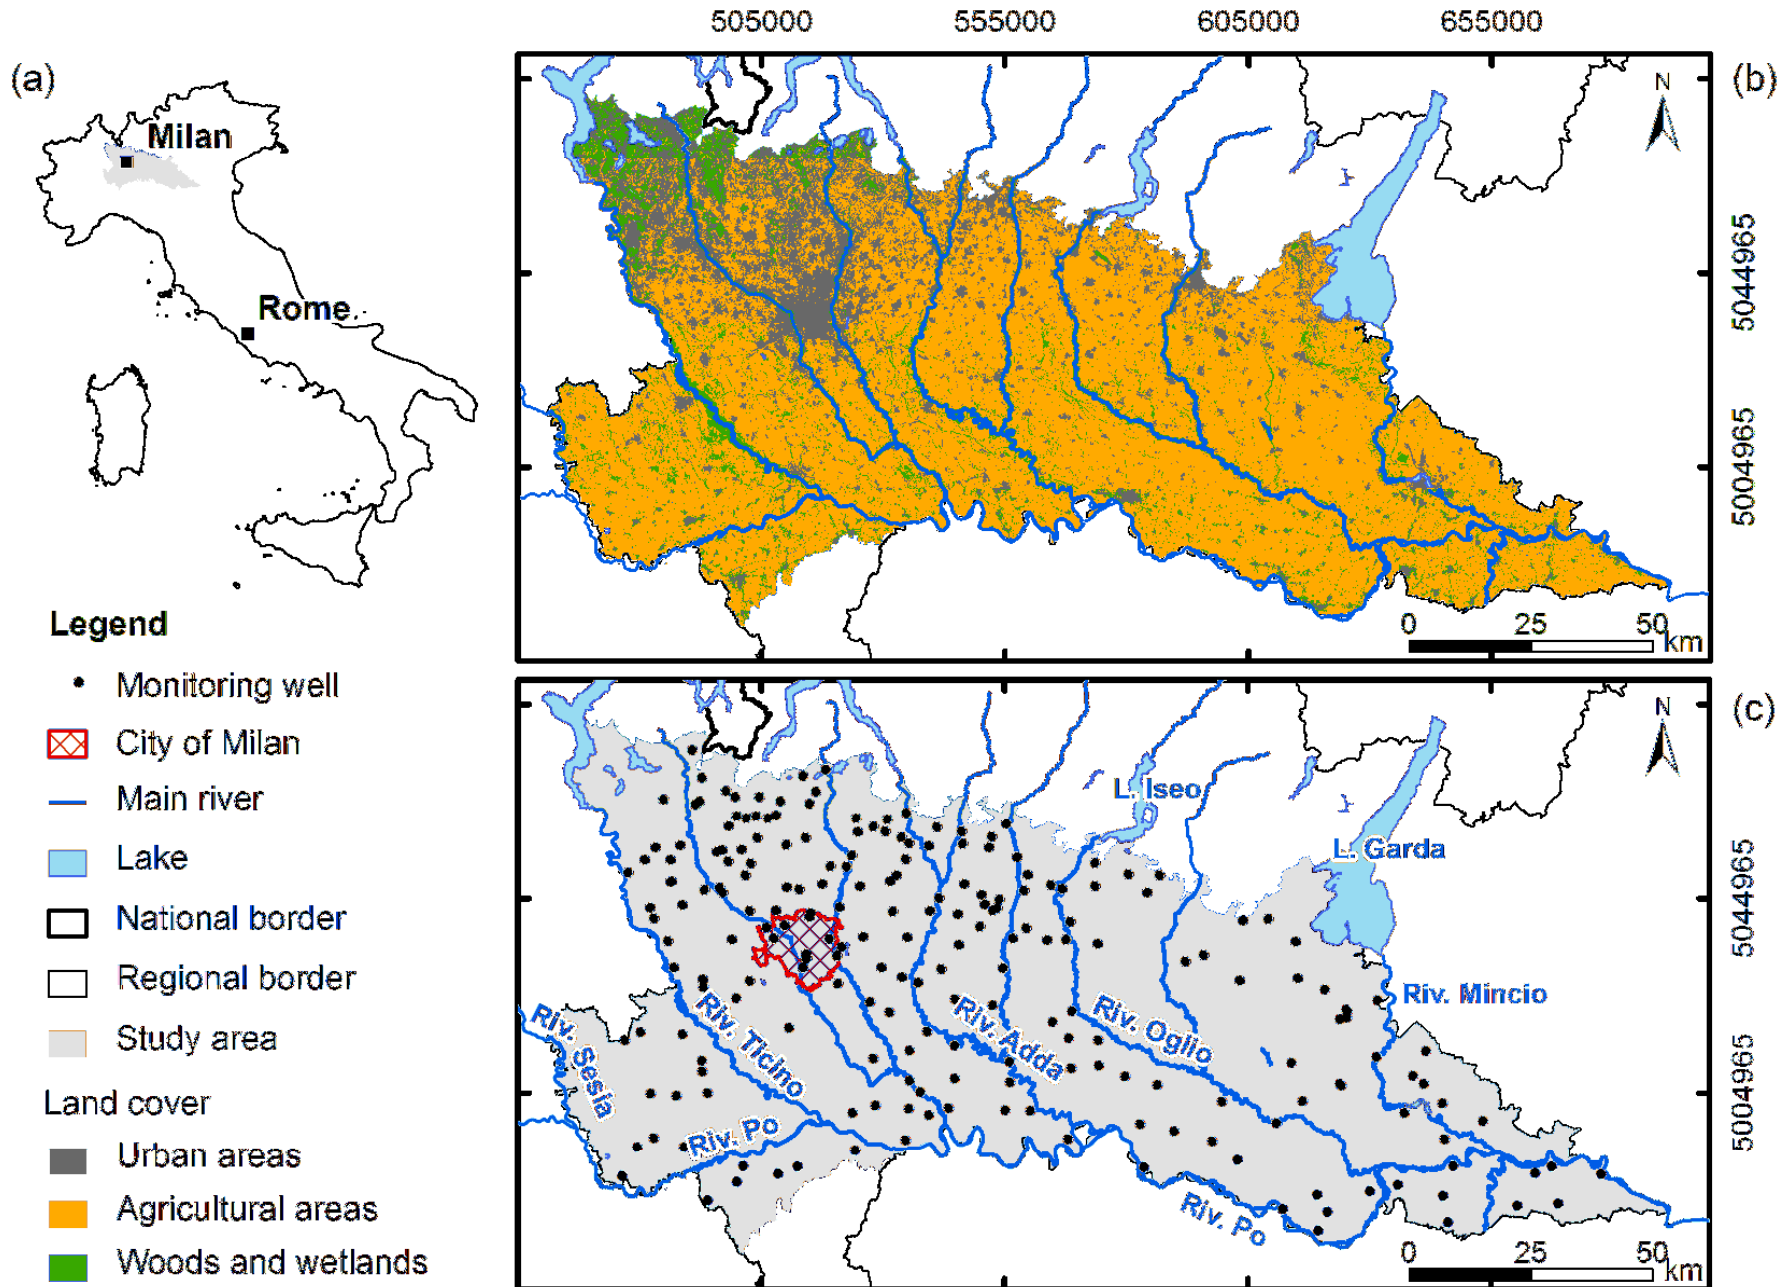 (a)
Milan
Rome
Legend
Monitoring well
City of Milan
Main river
Lake
National border
Regional border
Study area
Land cover
Urban areas
Agricultural areas
Woods and wetlands
505000 555000 605000 655000
(b)
N
5044965
5004965
0 25 50
km
(c)
N
L. Iseo
L. Garda
5044965
Riv. Mincio
Riv. Sesia
Riv. Ticino
Riv. Adda
Riv. Oglio
5004965
Riv. Po
Riv. Po
0 25 50
km